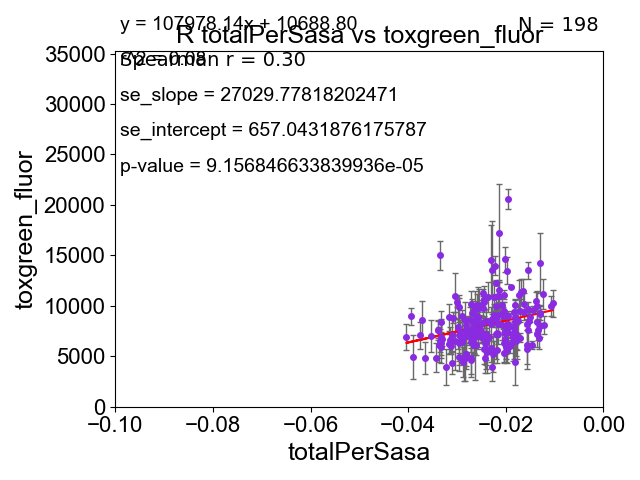 y = 107978.14x + 10688.80
N = 198
R totalPerSasa vs toxgreen_fluor
Spearman r = 0.30
se_slope = 27029.77818202471
se_intercept = 657.0431876175787
p-value = 9.156846633839936e-05
35000
30000
25000
20000
15000
10000
5000
0
toxgreen_fluor
−0.10
−0.08
−0.06
−0.04
−0.02
0.00
totalPerSasa